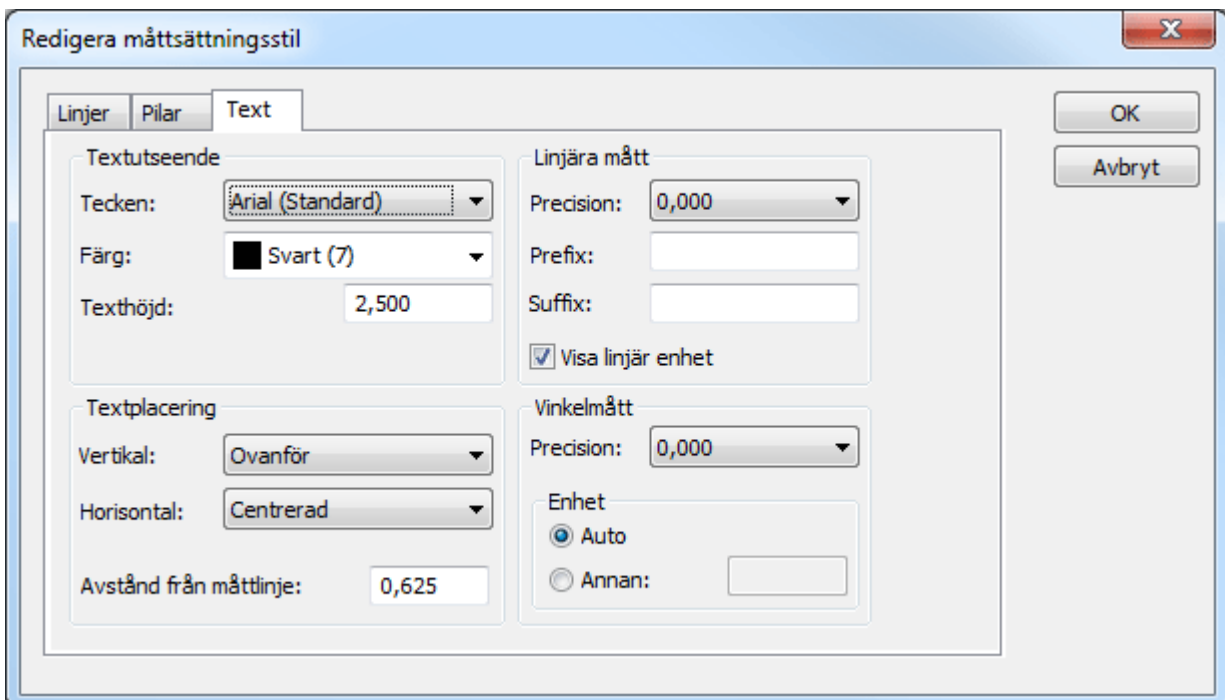 Redigera måttsättningsstil
Linjer Pilar Text
OK
Avbryt
Textutseende
Tecken: Arial (Standard)
Färg: Svart (7)
Texthöjd: 2,500
Linjära mått
Precision: 0,000
Prefix:
Suffix:
Visa linjär enhet
Textplacering
Vertikal: Ovanför
Horisontal: Centrerad
Avstånd från måttlinje: 0,625
Vinkelmått
Precision: 0,000
Enhet
Auto
Annan: